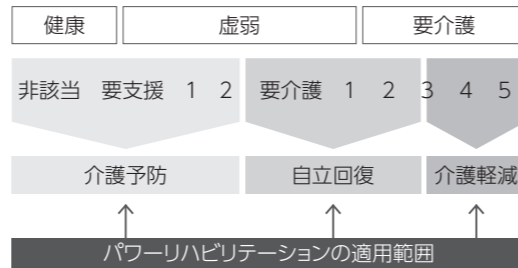 健康 虚弱 要介護
非該当 要支援 1 2 要介護 1 2 3 4 5
介護予防 自立回復 介護軽減
パワーリハビリテーションの適用範囲